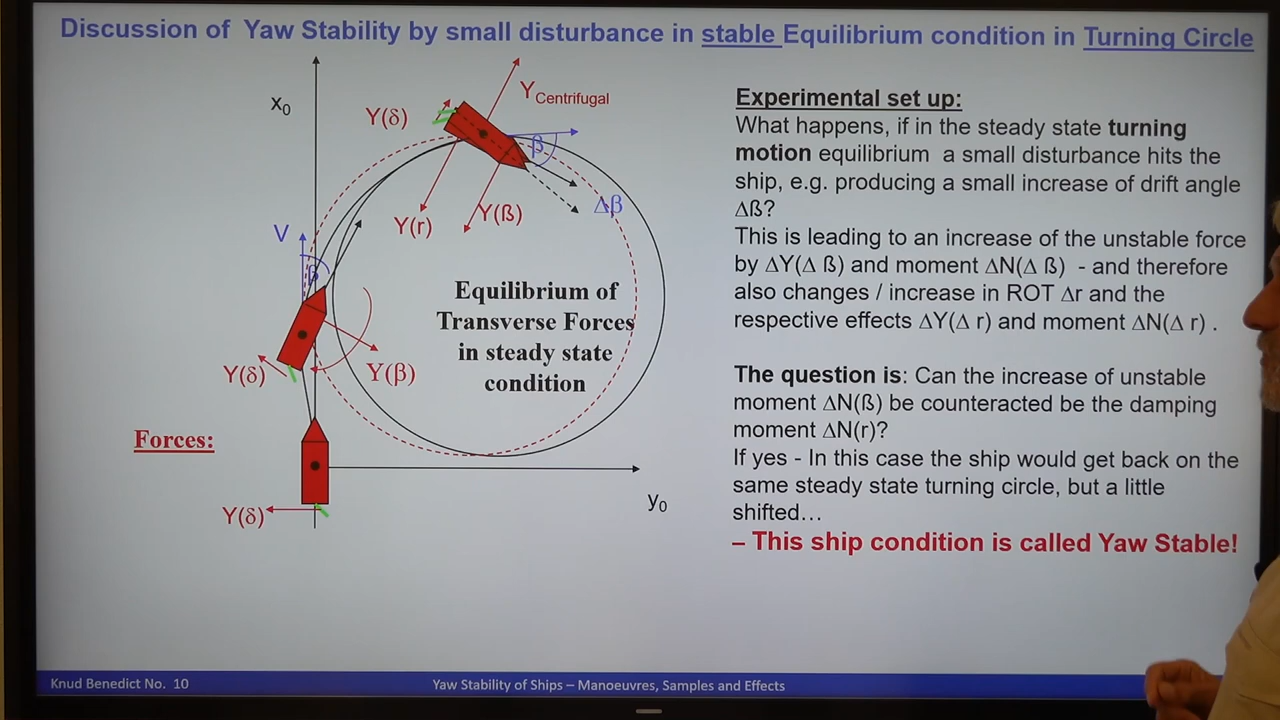 Discussion of Yaw Stability by small disturbance in stable Equilibrium condition in Turning Circle
x0
Y(δ)
YCentrifugal
β
Δβ
Y(r)
Y(ß)
V
β
Equilibrium of
Transverse Forces
in steady state
condition
Y(δ)
Y(β)
Forces:
Y(δ)
y0
Experimental set up:
What happens, if in the steady state turning
motion equilibrium a small disturbance hits the
ship, e.g. producing a small increase of drift angle
Δß?
This is leading to an increase of the unstable force
by ΔY(Δ ß) and moment ΔN(Δ ß) - and therefore
also changes / increase in ROT Δr and the
respective effects ΔY(Δ r) and moment ΔN(Δ r) .
The question is: Can the increase of unstable
moment ΔN(ß) be counteracted be the damping
moment ΔN(r)?
If yes - In this case the ship would get back on the
same steady state turning circle, but a little
shifted…
– This ship condition is called Yaw Stable!
Knud Benedict No. 10
Yaw Stability of Ships – Manoeuvres, Samples and Effects